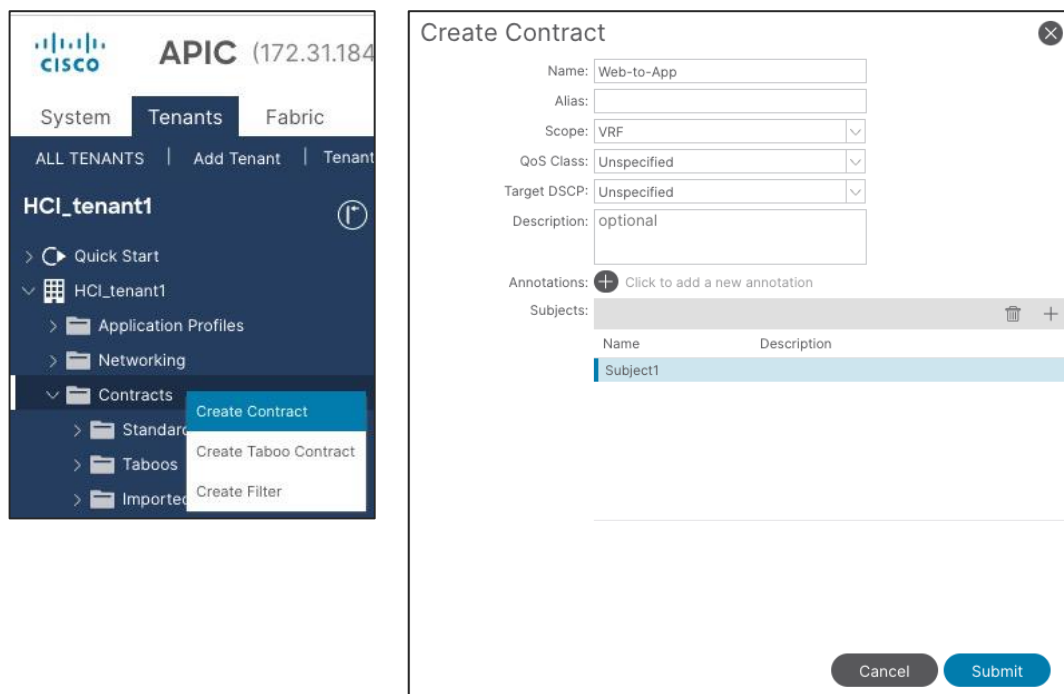 CISCO
APIC (172.31.184
System Tenants Fabric
ALL TENANTS | Add Tenant | Tenant
HCI_tenant1
Quick Start
HCI_tenant1
Application Profiles
Networking
Contracts
Create Contract
Standard
Create Taboo Contract
Taboos
Create Filter
Imported
Create Contract
Name: Web-to-App
Alias:
Scope: VRF
QoS Class: Unspecified
Target DSCP: Unspecified
Description: optional
Annotations: Click to add a new annotation
Subjects:
Name Description
Subject1
Cancel Submit